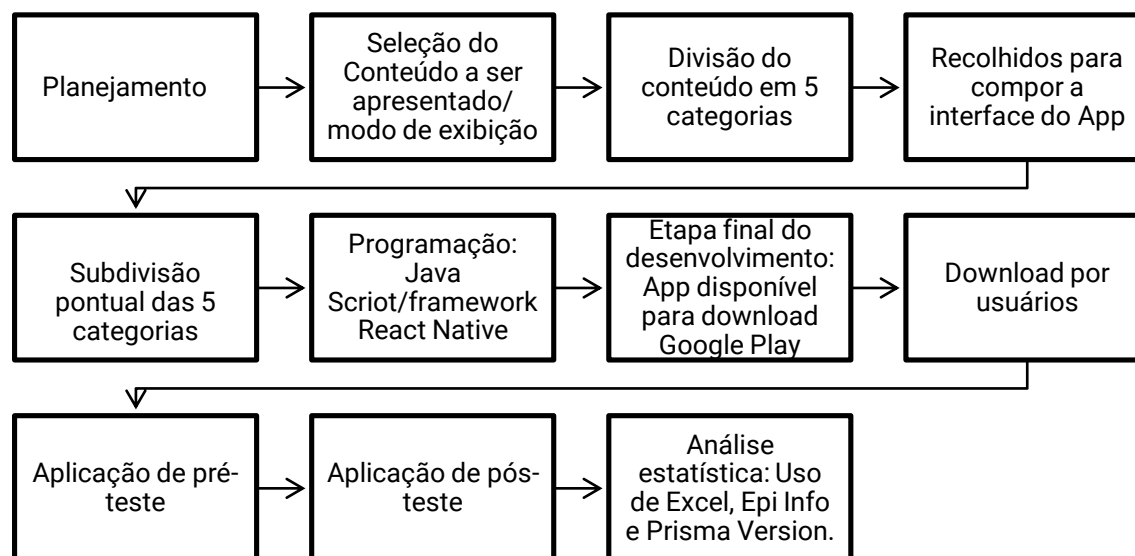 Planejamento
Seleção do
Conteúdo a ser
apresentado/
modo de exibição
Divisão do
conteúdo em 5
categorias
Recolhidos para
compor a
interface do App
Subdivisão
pontual das 5
categorias
Programação:
Java
Scriot/framework
React Native
Etapa final do
desenvolvimento:
App disponível
para download
Google Play
Download por
usuários
Aplicação de pré-
teste
Aplicação de pós-
teste
Análise
estatística: Uso
de Excel, Epi Info
e Prisma Version.